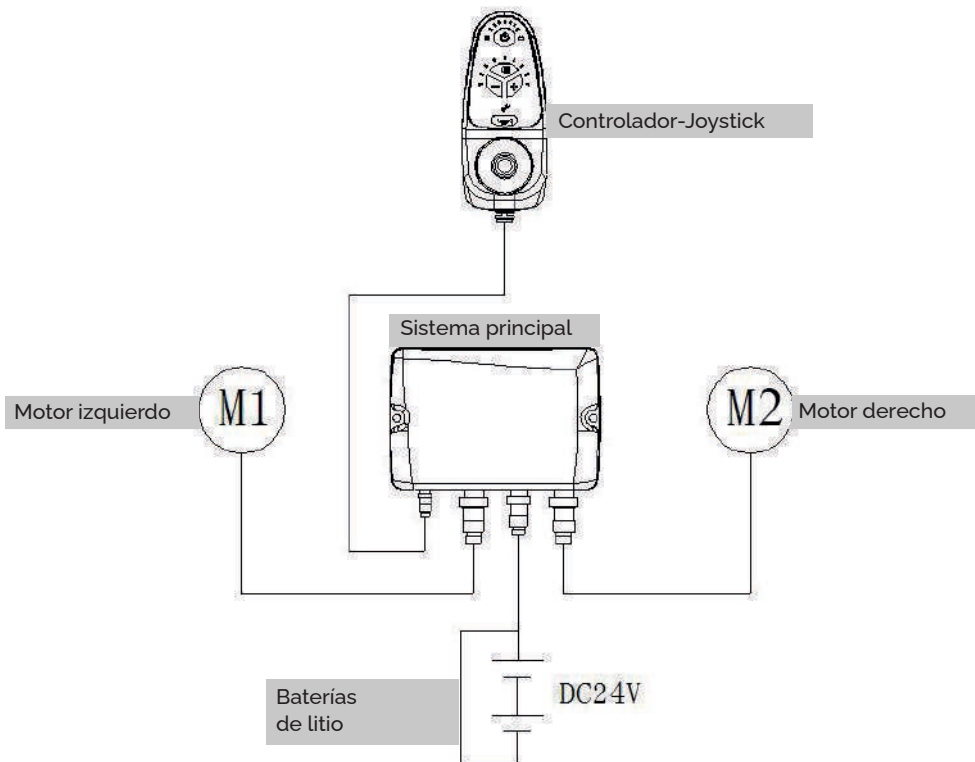 Controlador-Joystick
Sistema principal
Motor izquierdo
M1
M2
Motor derecho
Baterías
de litio
DC24V